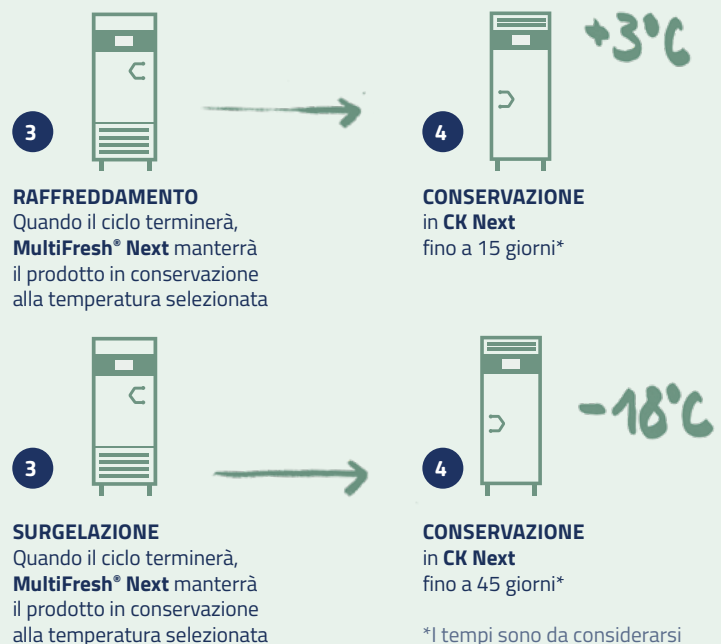 +3°C
3
4
RAFFREDDAMENTO
Quando il ciclo terminerà,
MultiFresh® Next manterrà
il prodotto in conservazione
alla temperatura selezionata
CONSERVAZIONE
in CK Next
fino a 15 giorni*
-18°C
3
4
SURGELAZIONE
Quando il ciclo terminerà,
MultiFresh® Next manterrà
il prodotto in conservazione
alla temperatura selezionata
CONSERVAZIONE
in CK Next
fino a 45 giorni*
*I tempi sono da considerarsi